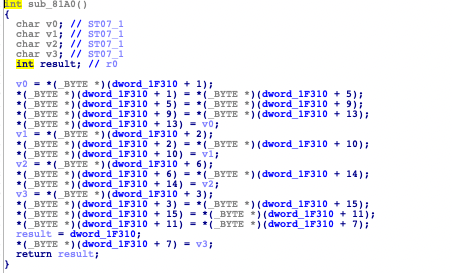 int sub_81A0()
{
char v0; // ST07_1
char v1; // ST07_1
char v2; // ST07_1
char v3; // ST07_1
int result; // r0
v0 = *(_BYTE *)(dword_1F310 + 1);
*(_BYTE *)(dword_1F310 + 1) = *(_BYTE *)(dword_1F310 + 5);
*(_BYTE *)(dword_1F310 + 5) = *(_BYTE *)(dword_1F310 + 9);
*(_BYTE *)(dword_1F310 + 9) = *(_BYTE *)(dword_1F310 + 13);
*(_BYTE *)(dword_1F310 + 13) = v0;
v1 = *(_BYTE *)(dword_1F310 + 2);
*(_BYTE *)(dword_1F310 + 2) = *(_BYTE *)(dword_1F310 + 10);
*(_BYTE *)(dword_1F310 + 10) = v1;
v2 = *(_BYTE *)(dword_1F310 + 6);
*(_BYTE *)(dword_1F310 + 6) = *(_BYTE *)(dword_1F310 + 14);
*(_BYTE *)(dword_1F310 + 14) = v2;
v3 = *(_BYTE *)(dword_1F310 + 3);
*(_BYTE *)(dword_1F310 + 3) = *(_BYTE *)(dword_1F310 + 15);
*(_BYTE *)(dword_1F310 + 15) = *(_BYTE *)(dword_1F310 + 11);
*(_BYTE *)(dword_1F310 + 11) = *(_BYTE *)(dword_1F310 + 7);
result = dword_1F310;
*(_BYTE *)(dword_1F310 + 7) = v3;
return result;
}